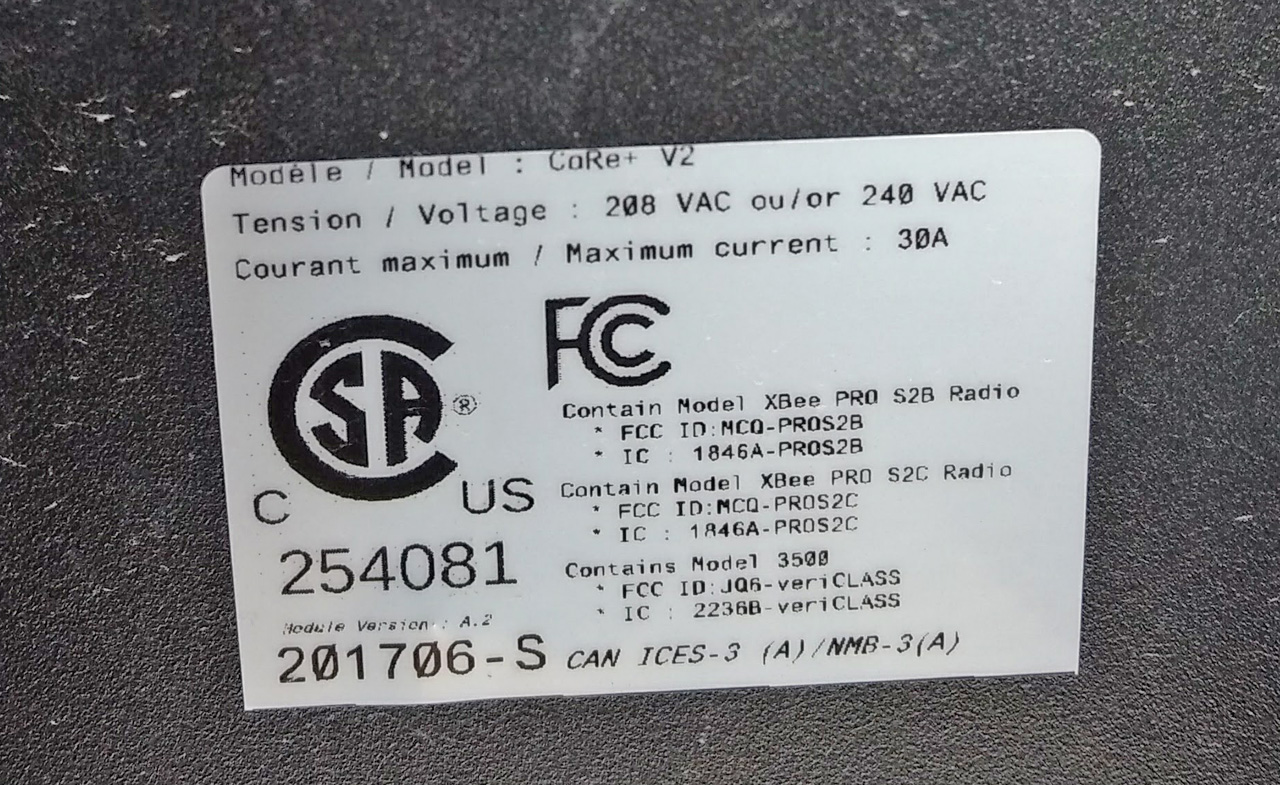 Modèle / Model : CoRe+ V2
Tension / Voltage : 208 VAC ou/or 240 VAC
Courant maximum / Maximum current : 30A
FCC
CSA ®
C US
254081
Module Version : A.2
201706-S
Contain Model XBee PRO S2B Radio
* FCC ID:MCQ-PROS2B
* IC : 1846A-PROS2B
Contain Model XBee PRO S2C Radio
* FCC ID:MCQ-PROS2C
* IC : 1846A-PROS2C
Contains Model 3500
* FCC ID:JQ6-veriCLASS
* IC : 2236B-veriCLASS
CAN ICES-3 (A)/NMB-3(A)